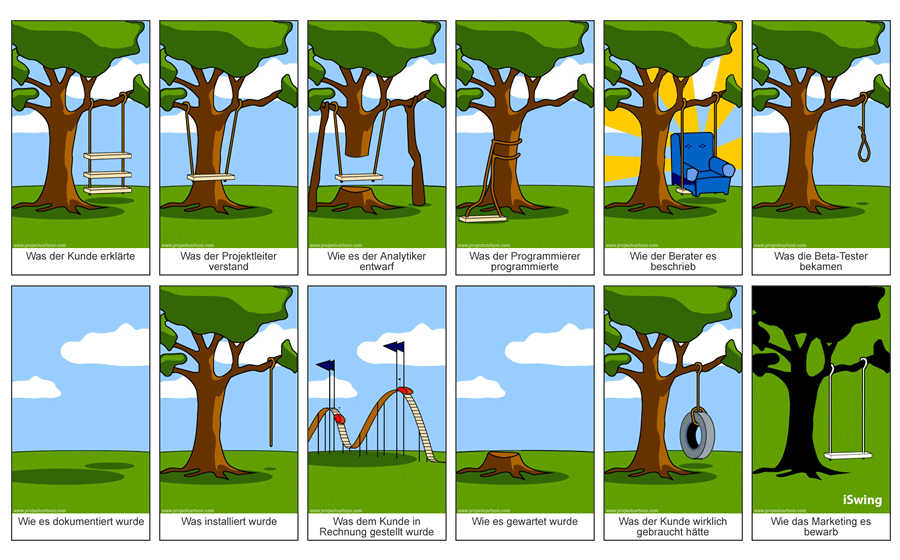 www.projectcartoon.com
www.projectcartoon.com
www.projectcartoon.com
www.projectcartoon.com
www.projectcartoon.com
www.projectcartoon.com
Was der Kunde erklärte
Was der Projektleiter
verstand
Wie es der Analytiker
entwarf
Was der Programmierer
programmierte
Wie der Berater es
beschrieb
Was die Beta-Tester
bekamen
iSwing
www.projectcartoon.com
www.projectcartoon.com
www.projectcartoon.com
www.projectcartoon.com
www.projectcartoon.com
www.projectcartoon.com
Wie es dokumentiert wurde
Was installiert wurde
Was dem Kunde in
Rechnung gestellt wurde
Wie es gewartet wurde
Was der Kunde wirklich
gebraucht hätte
Wie das Marketing es
bewarb